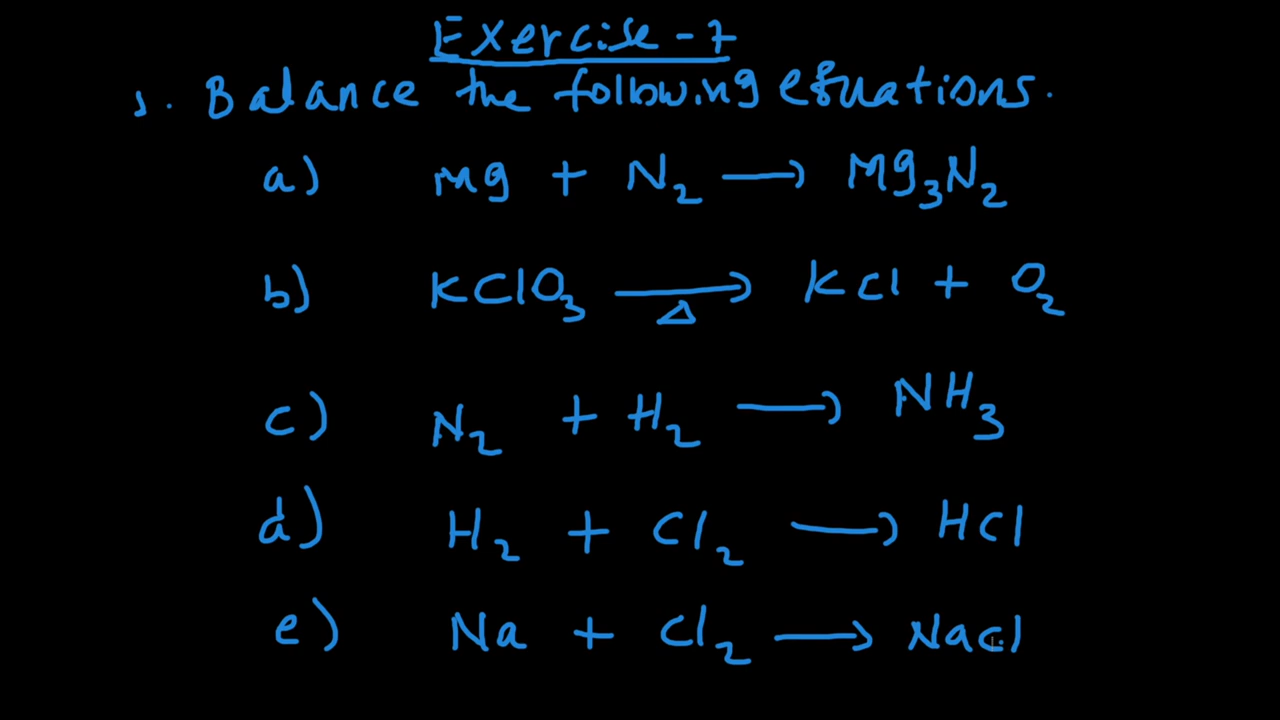 Exercise - 7
1. Balance the following equations.
a) Mg + N₂ ⟶ Mg₃N₂
b) KClO₃ ⟶ Δ KCl + O₂
c) N₂ + H₂ ⟶ NH₃
d) H₂ + Cl₂ ⟶ HCl
e) Na + Cl₂ ⟶ NaCl